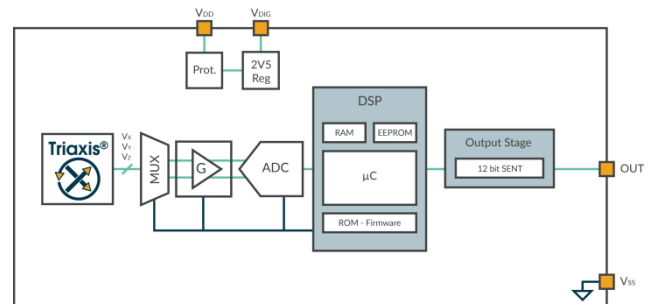 VDD
VDIG
Prot.
2V5
Reg
DSP
RAM
EEPROM
Output Stage
Triaxis®
VX
VY
VZ
MUX
G
ADC
µC
12 bit SENT
OUT
ROM - Firmware
VSS